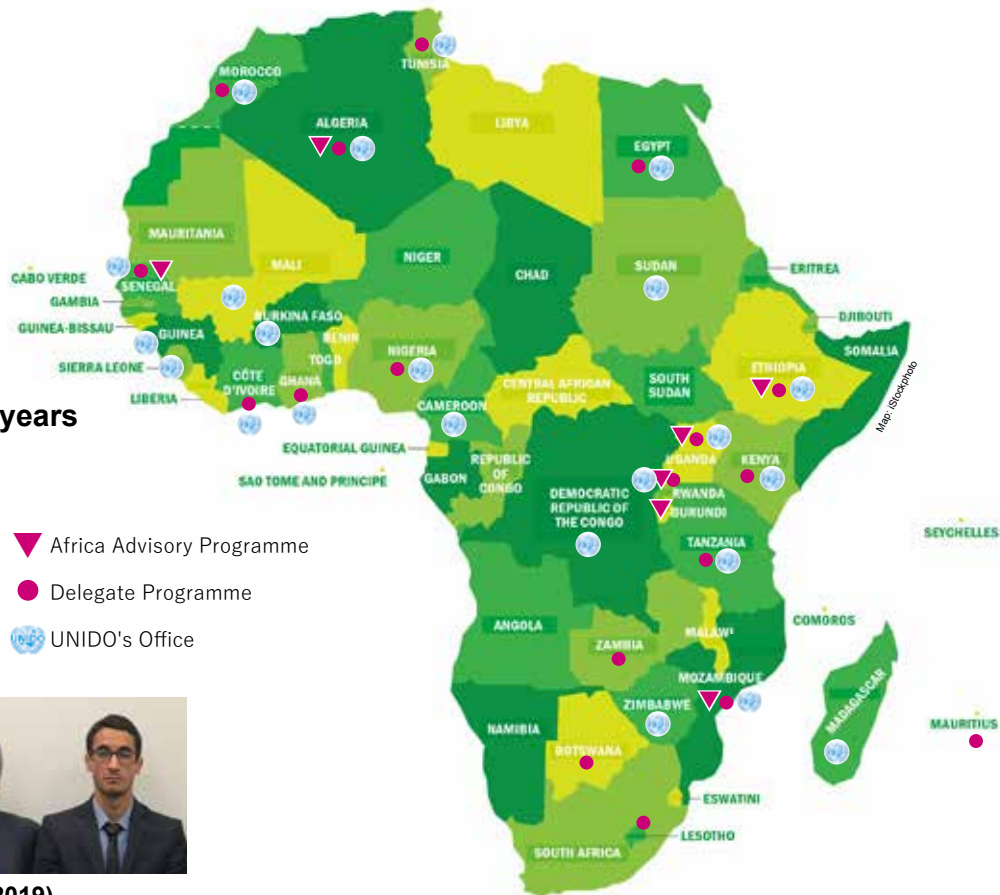 MOROCCO
TUNISIA
ALGERIA
LIBYA
EGYPT
MAURITANIA
MALI
NIGER
CHAD
SUDAN
ERITREA
CABO VERDE
SENEGAL
GAMBIA
DJIBOUTI
GUINEA-BISSAU
GUINEA
BURKINA FASO
BENIN
NIGERIA
SOMALIA
SIERRA LEONE
CÔTE
D'IVOIRE
GHANA
TOGO
CENTRAL AFRICAN
REPUBLIC
SOUTH
SUDAN
ETHIOPIA
Map: iStockphoto
LIBERIA
CAMEROON
years
EQUATORIAL GUINEA
UGANDA
KENYA
SAO TOME AND PRINCIPE
GABON
REPUBLIC
OF
CONGO
DEMOCRATIC
REPUBLIC OF
THE CONGO
RWANDA
BURUNDI
SEYCHELLES
Africa Advisory Programme
TANZANIA
Delegate Programme
UNIDO's Office
ANGOLA
ZAMBIA
MALAWI
COMOROS
MOZAMBIQUE
ZIMBABWE
MADAGASCAR
MAURITIUS
NAMIBIA
BOTSWANA
ESWATINI
LESOTHO
SOUTH AFRICA
2019)